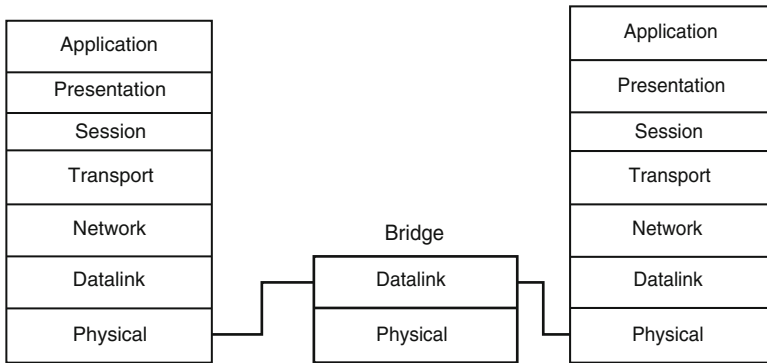 Application
Presentation
Session
Transport
Network
Datalink
Physical
Bridge
Datalink
Physical
Application
Presentation
Session
Transport
Network
Datalink
Physical